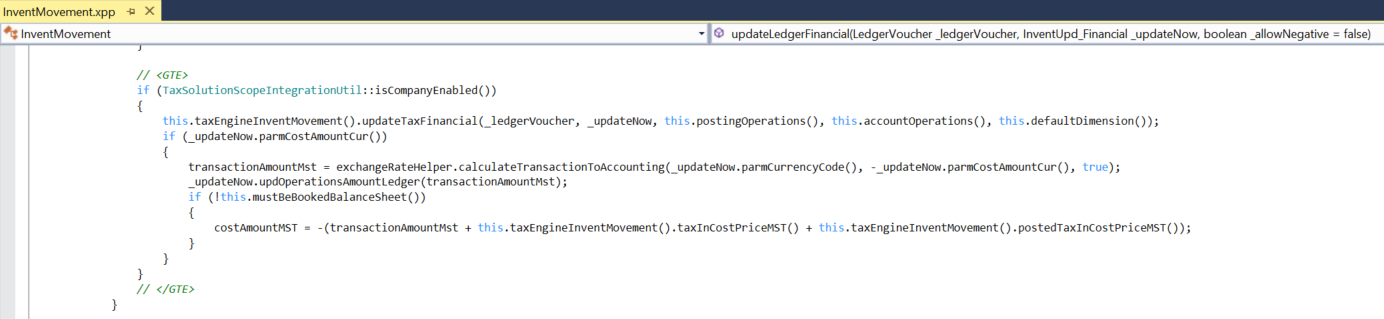 InventMovement.xpp
InventMovement
updateLedgerFinancial(LedgerVoucher _ledgerVoucher, InventUpd_Financial _updateNow, boolean _allowNegative = false)
}
// <GTE>
if (TaxSolutionScopeIntegrationUtil::isCompanyEnabled())
{
this.taxEngineInventMovement().updateTaxFinancial(_ledgerVoucher, _updateNow, this.postingOperations(), this.accountOperations(), this.defaultDimension());
if (_updateNow.parmCostAmountCur())
{
transactionAmountMst = exchangeRateHelper.calculateTransactionToAccounting(_updateNow.parmCurrencyCode(), -_updateNow.parmCostAmountCur(), true);
_updateNow.updOperationsAmountLedger(transactionAmountMst);
if (!this.mustBeBookedBalanceSheet())
{
costAmountMST = -(transactionAmountMst + this.taxEngineInventMovement().taxInCostPriceMST() + this.taxEngineInventMovement().postedTaxInCostPriceMST());
}
}
}
// </GTE>
}